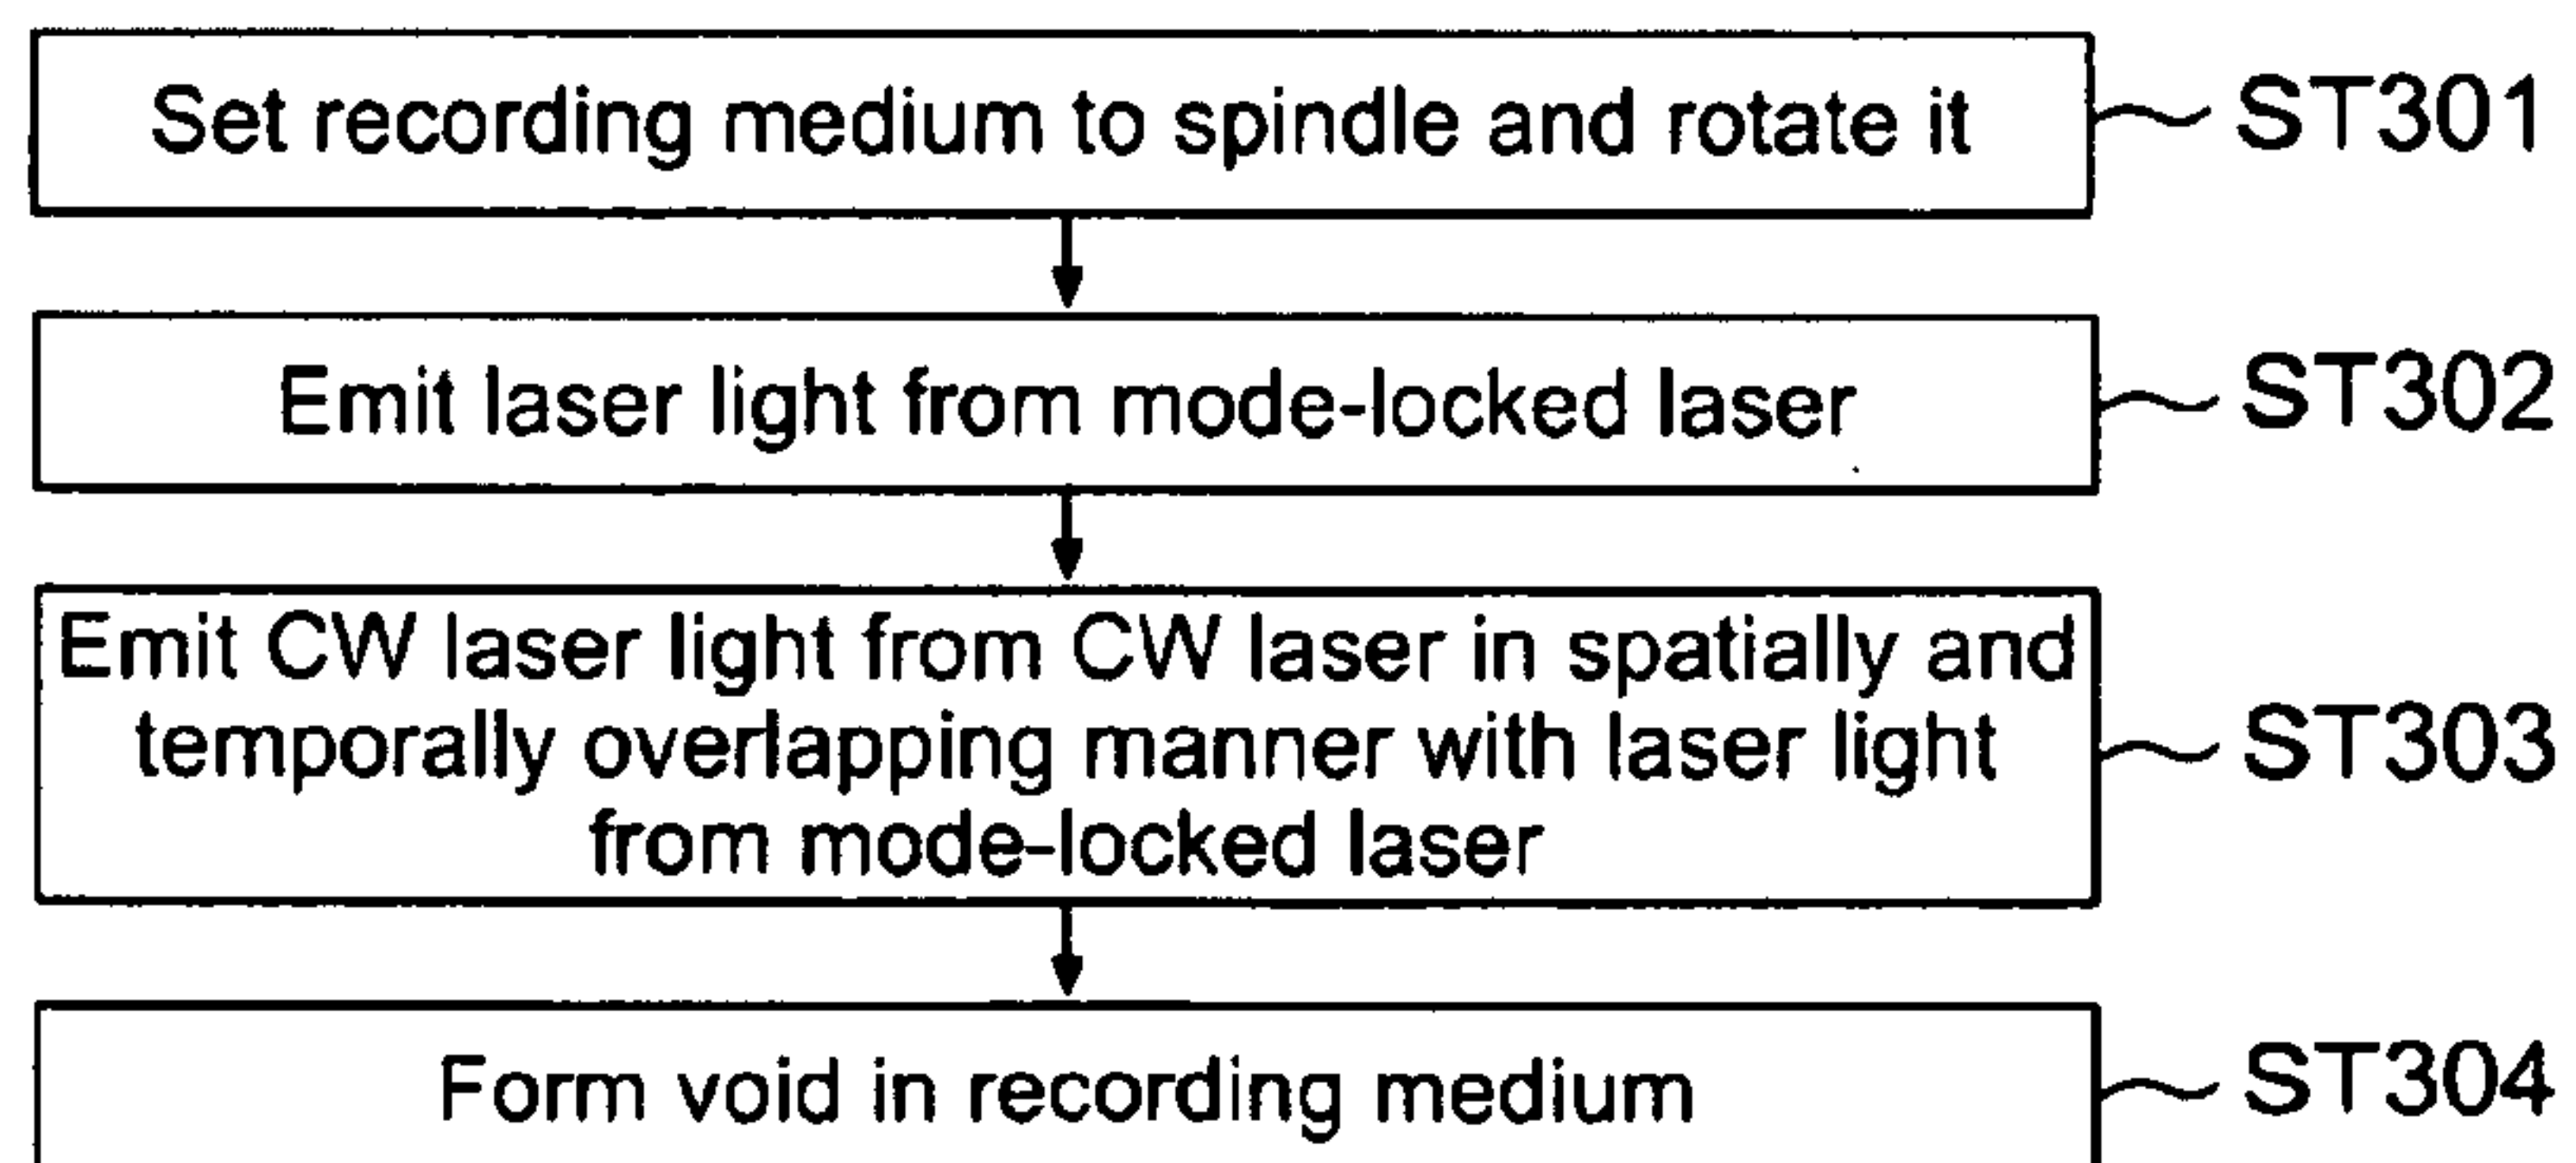 Set recording medium to spindle and rotate it
ST301
Emit laser light from mode-locked laser
ST302
Emit CW laser light from CW laser in spatially and
temporally overlapping manner with laser light
from mode-locked laser
ST303
Form void in recording medium
ST304